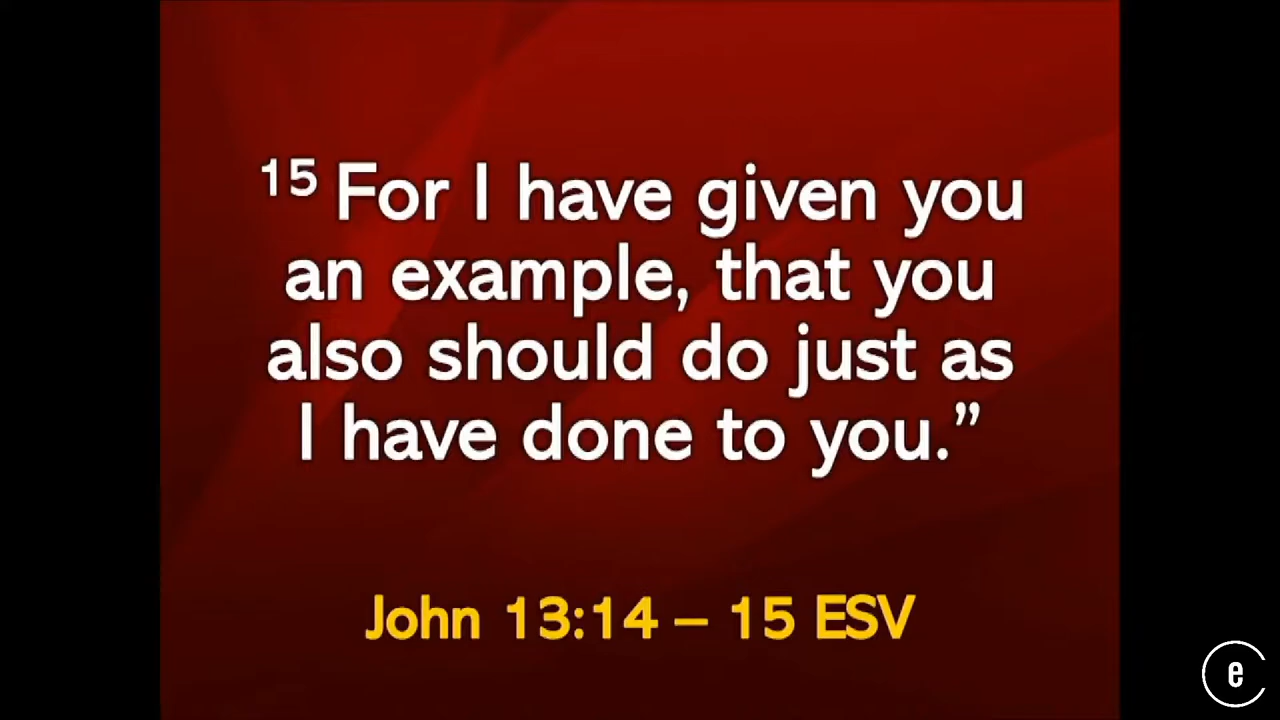 15 For I have given you
an example, that you
also should do just as
I have done to you.”
John 13:14 – 15 ESV
e